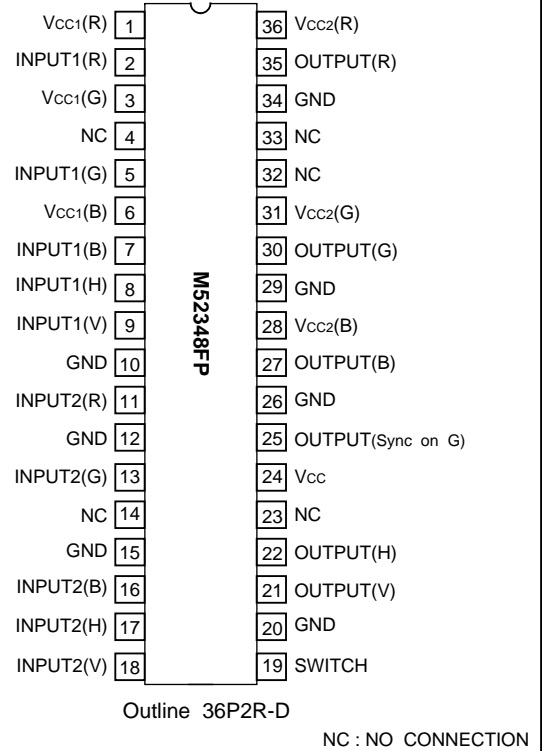 Vcc1(R) 1 36 Vcc2(R)
INPUT1(R) 2 35 OUTPUT(R)
Vcc1(G) 3 34 GND
NC 4 33 NC
INPUT1(G) 5 32 NC
Vcc1(B) 6 31 Vcc2(G)
INPUT1(B) 7 30 OUTPUT(G)
INPUT1(H) 8 29 GND
INPUT1(V) 9 28 Vcc2(B)
GND 10 27 OUTPUT(B)
INPUT2(R) 11 26 GND
GND 12 25 OUTPUT(Sync on G)
INPUT2(G) 13 24 Vcc
NC 14 23 NC
GND 15 22 OUTPUT(H)
INPUT2(B) 16 21 OUTPUT(V)
INPUT2(H) 17 20 GND
INPUT2(V) 18 19 SWITCH
M52348FP
Outline 36P2R-D
NC : NO CONNECTION